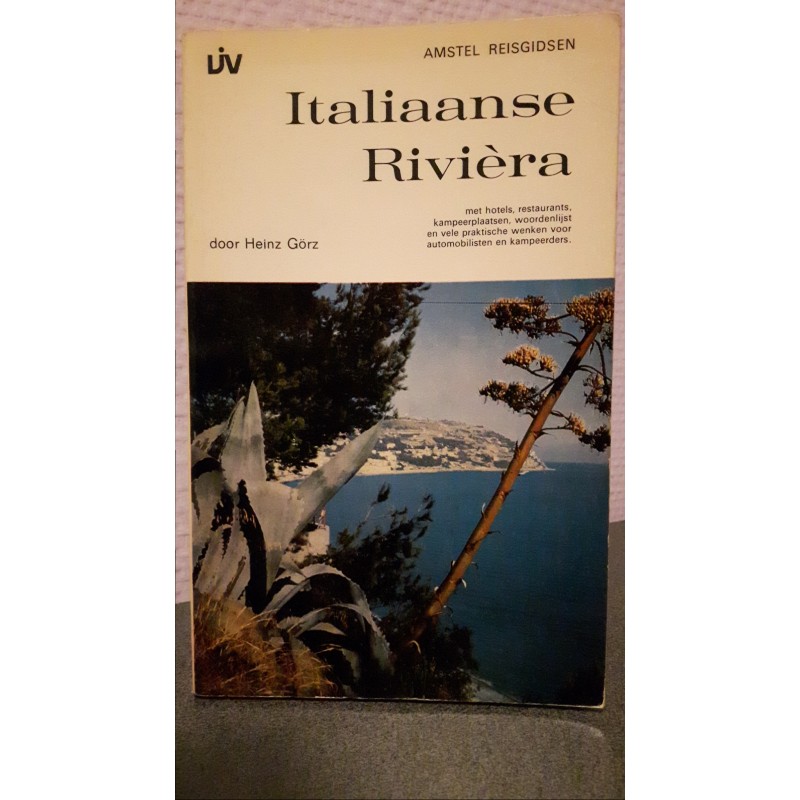 LJV
AMSTEL REISGIDSEN
Italiaanse
Rivièra
met hotels, restaurants,
kampeerplaatsen, woordenlijst
en vele praktische wenken voor
automobilisten en kampeerders.
door Heinz Görz